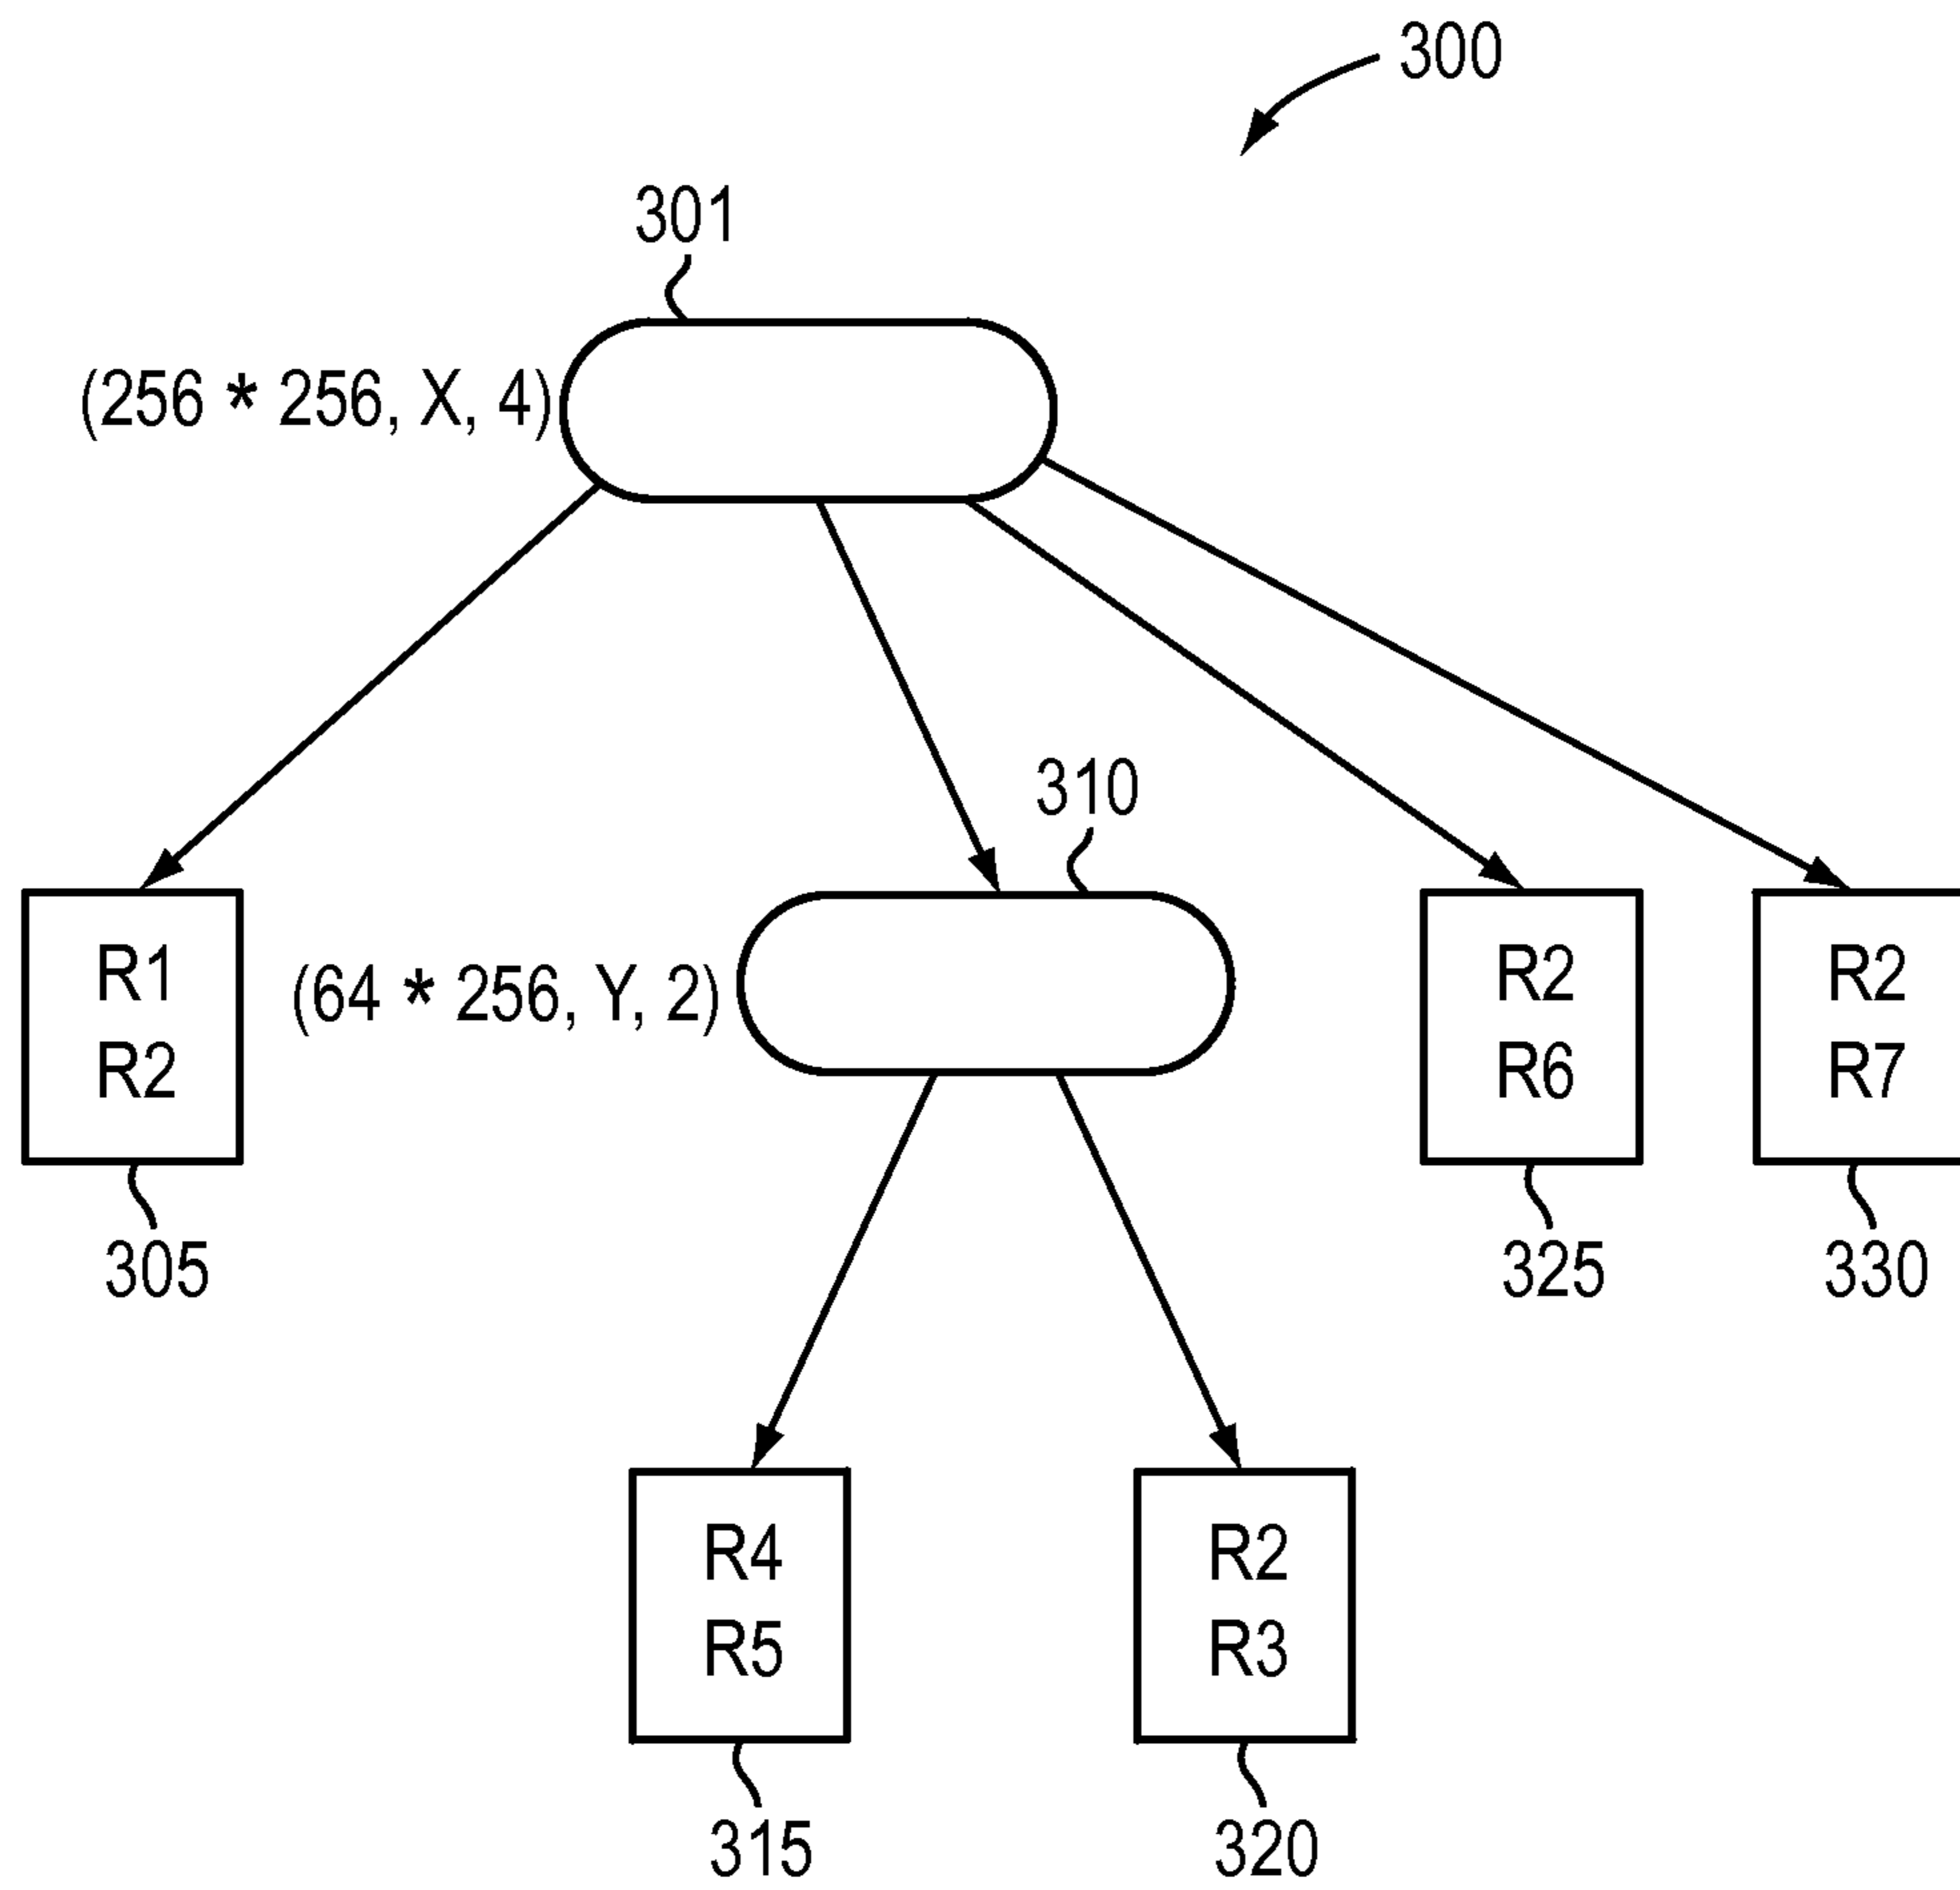 300
301
(256 * 256, X, 4)
310
R1
R2
(64 * 256, Y, 2)
R2
R6
R2
R7
305
325
330
R4
R5
R2
R3
315
320